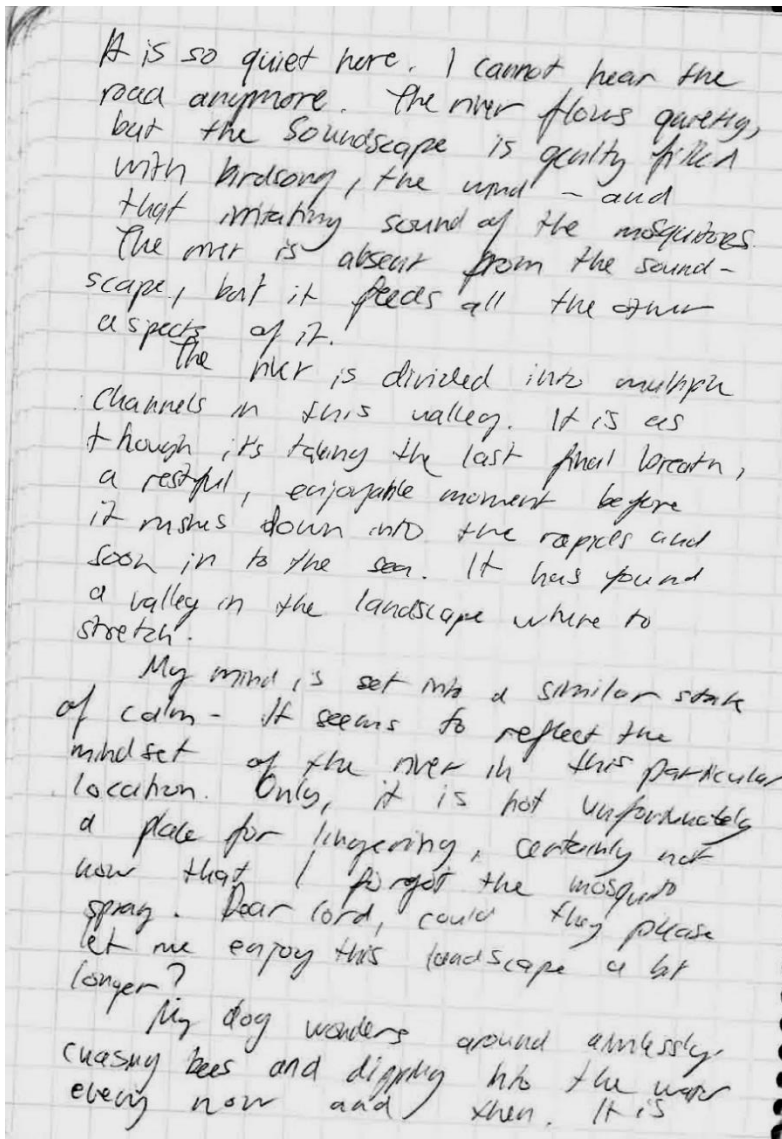 It is so quiet here. I cannot hear the
road anymore. The river flows quietly,
but the soundscape is gently filled
with birdsong, the wind – and
that irritating sound of the mosquitoes.
The river is absent from the sound-
scape, but it feeds all the other
aspects of it.
The river is divided into multiple
channels in this valley. It is as
though it's taking the last final breath,
a restful, enjoyable moment before
it rushes down into the rapids and
soon in to the sea. It has found
a valley in the landscape where to
stretch.
My mind is set into a similar state
of calm – It seems to reflect the
mindset of the river in this particular
location. Only, it is not unfortunately
a place for lingering, certainly not
now that I forgot the mosquito
spray. Dear lord, could they please
let me enjoy this landscape a bit
longer?
My dog wonders around aimlessly,
chasing bees and dipping into the water
every now and then. It is